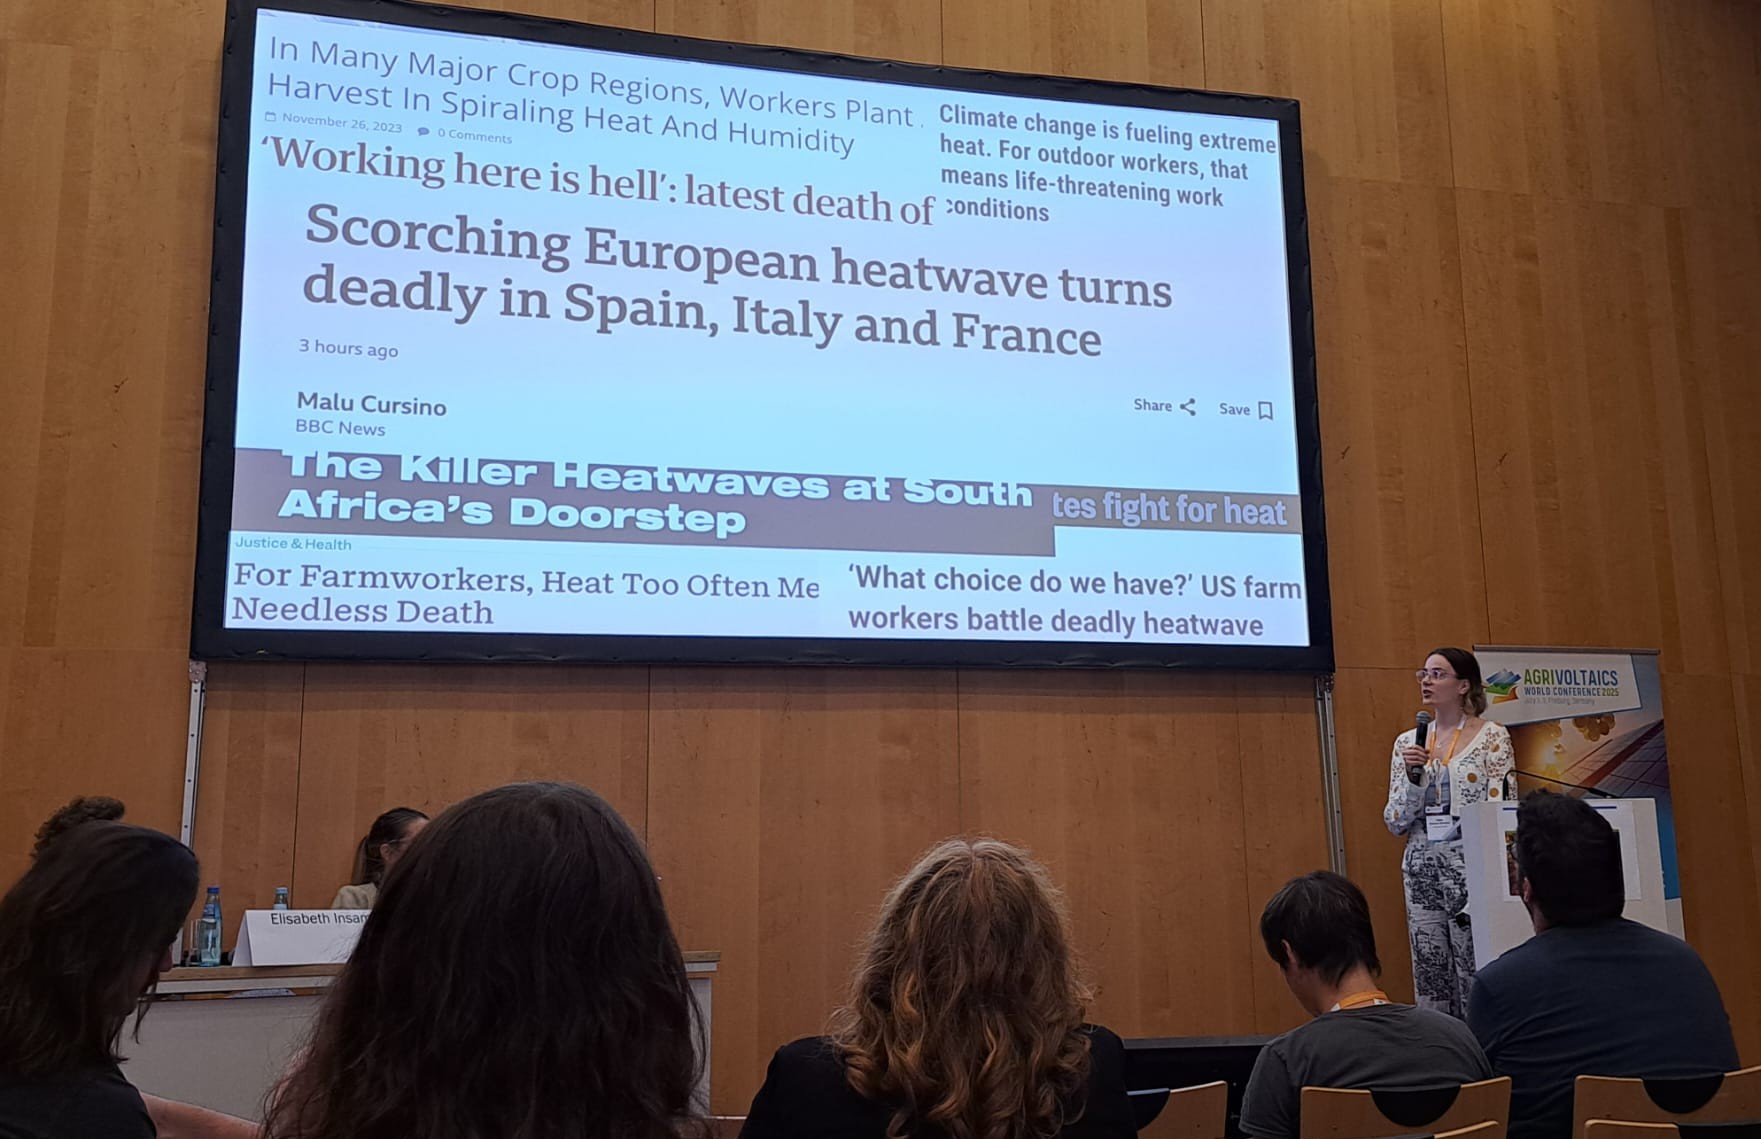 In Many Major Crop Regions, Workers Plant
Harvest In Spiraling Heat And Humidity
November 26, 2023 0 Comments
Climate change is fueling extreme
heat. For outdoor workers, that
means life-threatening work
conditions
‘Working here is hell’: latest death of
Scorching European heatwave turns
deadly in Spain, Italy and France
3 hours ago
Malu Cursino
BBC News
Share Save
The Killer Heatwaves at South
Africa’s Doorstep
tes fight for heat
Justice & Health
For Farmworkers, Heat Too Often Me
Needless Death
‘What choice do we have?’ US farm
workers battle deadly heatwave
AGRIVOLTAICS
WORLD CONFERENCE 2025
Freiburg, Germany
Elisabeth Insam